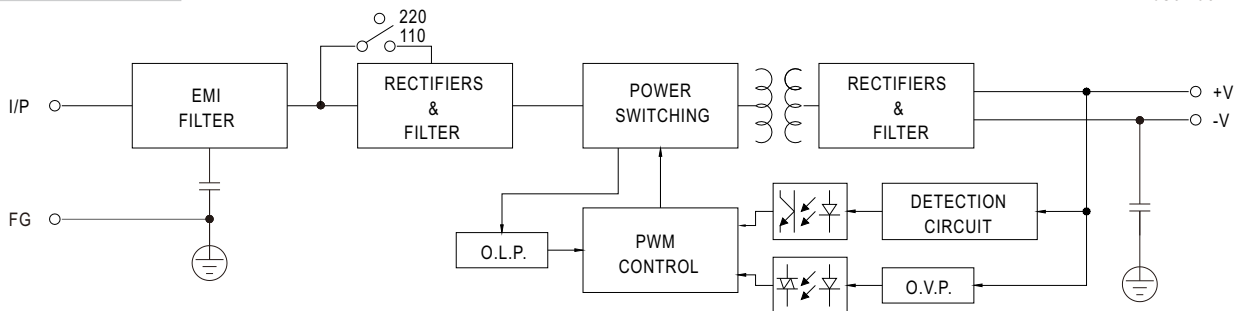 220
110
I/P
EMI
FILTER
RECTIFIERS
&
FILTER
POWER
SWITCHING
RECTIFIERS
&
FILTER
+V
-V
FG
O.L.P.
PWM
CONTROL
DETECTION
CIRCUIT
O.V.P.